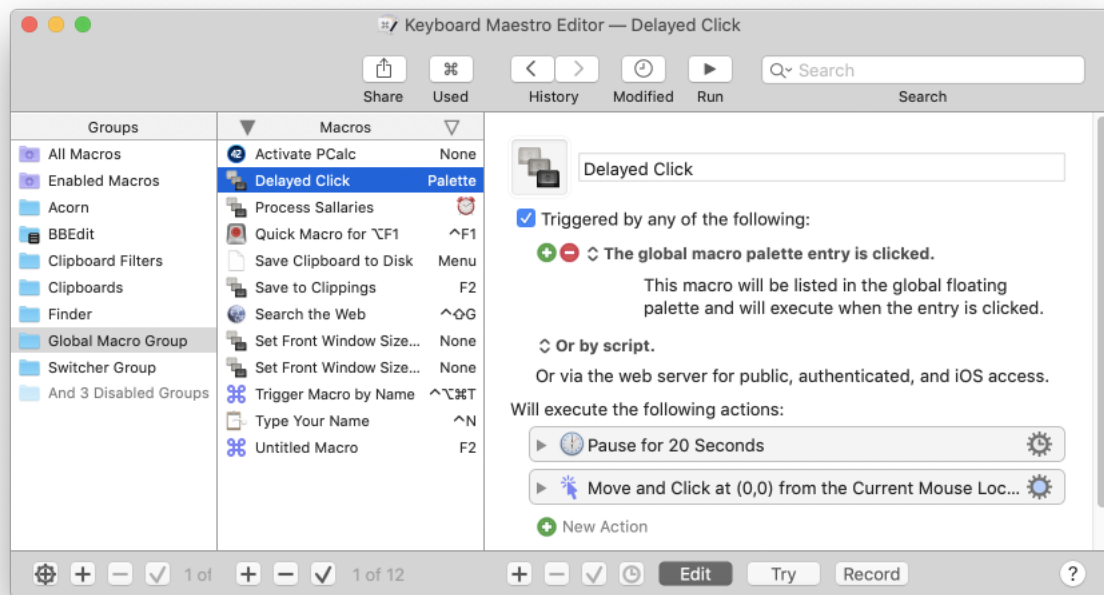 Keyboard Maestro Editor — Delayed Click
Search
Share Used History Modified Run Search
Groups
All Macros
Enabled Macros
Acorn
BBEdit
Clipboard Filters
Clipboards
Finder
Global Macro Group
Switcher Group
And 3 Disabled Groups
Macros
Activate PCalc None
Delayed Click Palette
Process Sallaries
Quick Macro for ⌥F1 ^F1
Save Clipboard to Disk Menu
Save to Clippings F2
Search the Web ^⇧G
Set Front Window Size... None
Set Front Window Size... None
Trigger Macro by Name ^⌥⌘T
Type Your Name ^N
Untitled Macro F2
Delayed Click
Triggered by any of the following:
The global macro palette entry is clicked.
This macro will be listed in the global floating
palette and will execute when the entry is clicked.
Or by script.
Or via the web server for public, authenticated, and iOS access.
Will execute the following actions:
Pause for 20 Seconds
Move and Click at (0,0) from the Current Mouse Loc...
New Action
1 of 1 of 12 Edit Try Record ?